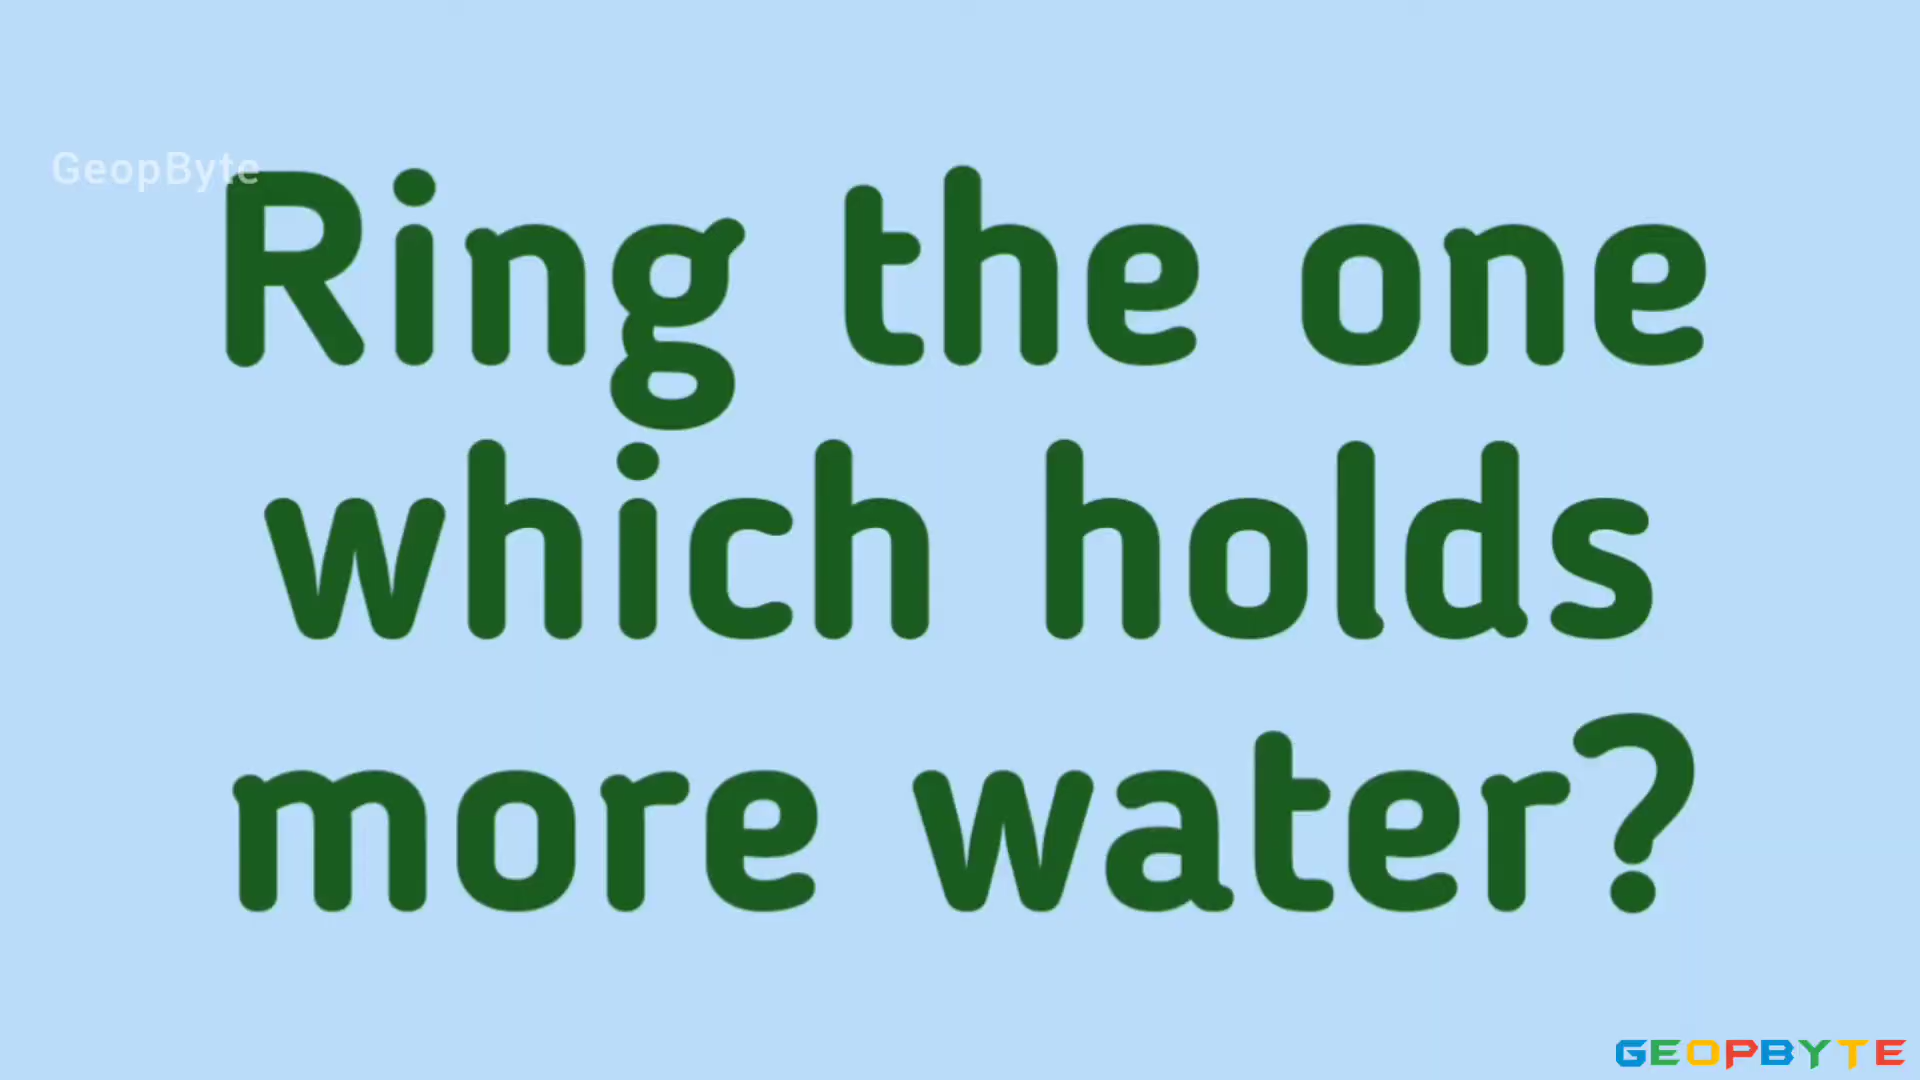 GeopByte
Ring the one
which holds
more water?
GEOPBYTE